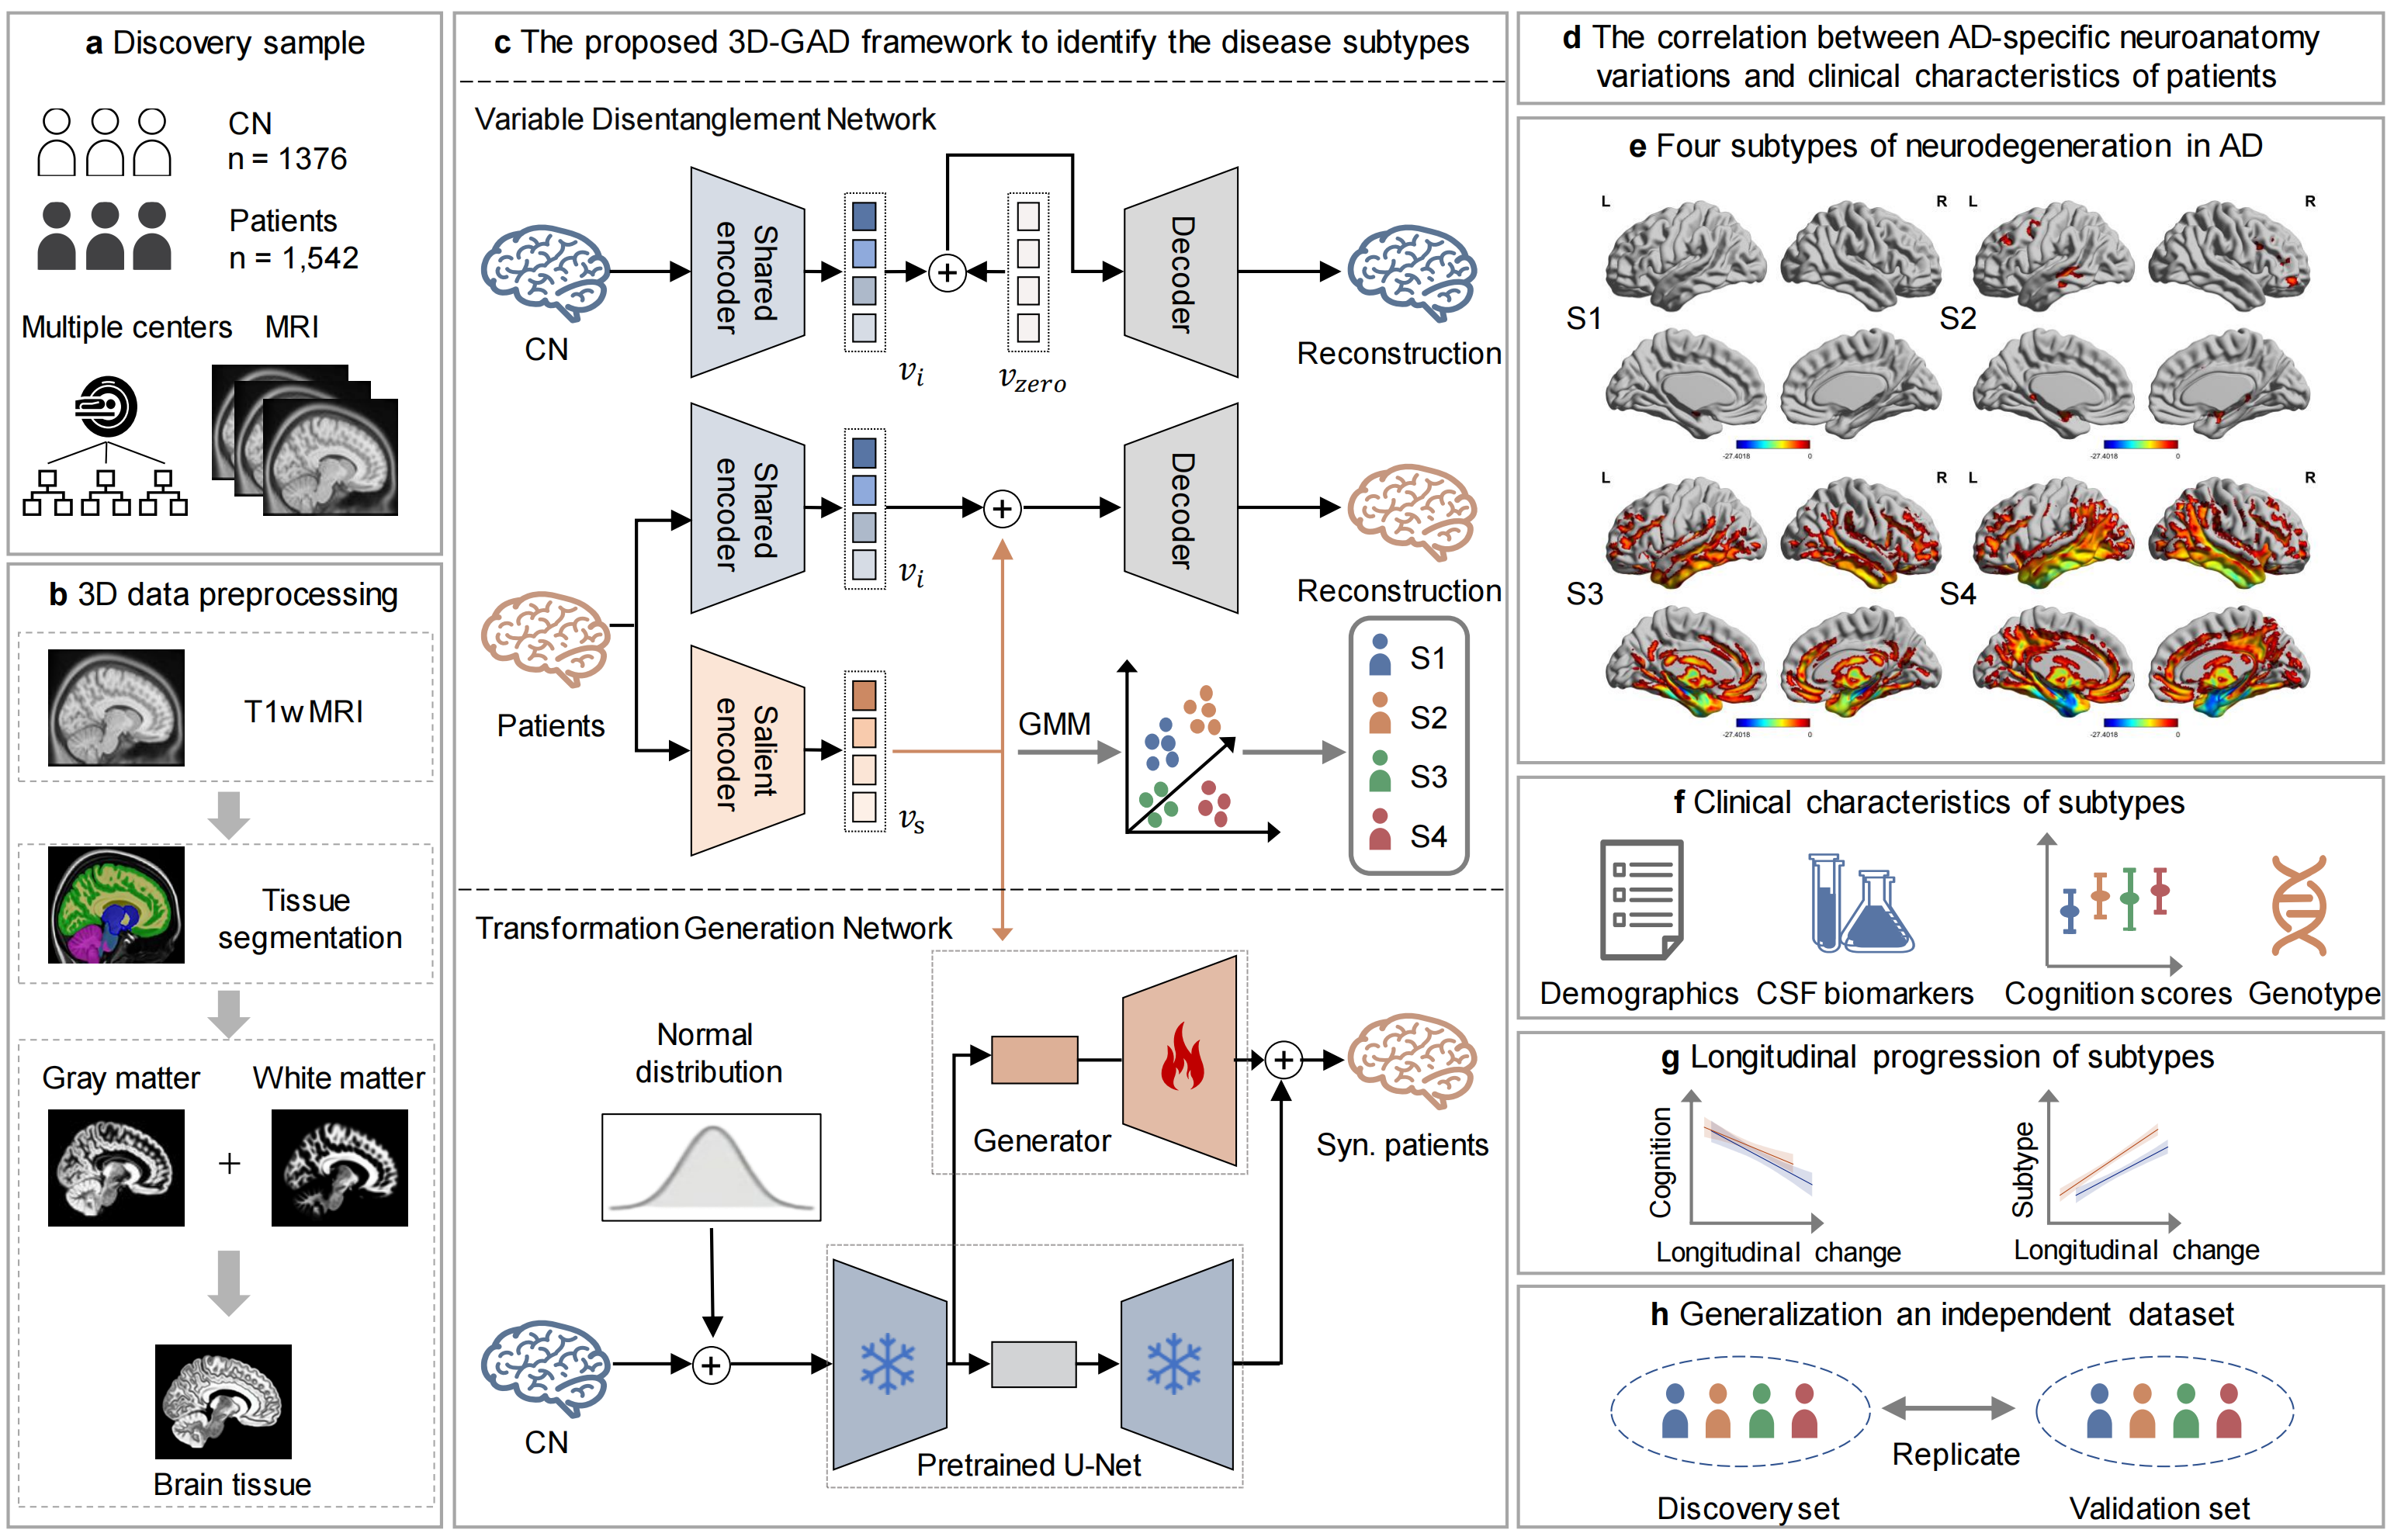 a Discovery sample
CN
n = 1376
Patients
n = 1,542
Multiple centers
MRI
b 3D data preprocessing
T1w MRI
Tissue
segmentation
Gray matter
White matter
+
Brain tissue
c The proposed 3D-GAD framework to identify the disease subtypes
Variable Disentanglement Network
CN
Shared
encoder
v_i
v_zero
Decoder
Reconstruction
Patients
Shared
encoder
v_i
Decoder
Reconstruction
Salient
encoder
v_s
GMM
S1
S2
S3
S4
Transformation Generation Network
Normal
distribution
Generator
Syn. patients
CN
Pretrained U-Net
d The correlation between AD-specific neuroanatomy
variations and clinical characteristics of patients
e Four subtypes of neurodegeneration in AD
L
R
L
R
S1
S2
-27.4018
0
-27.4018
0
L
R
L
R
S3
S4
-27.4018
0
-27.4018
0
f Clinical characteristics of subtypes
Demographics
CSF biomarkers
Cognition scores
Genotype
g Longitudinal progression of subtypes
Cognition
Longitudinal change
Subtype
Longitudinal change
h Generalization an independent dataset
Replicate
Discovery set
Validation set